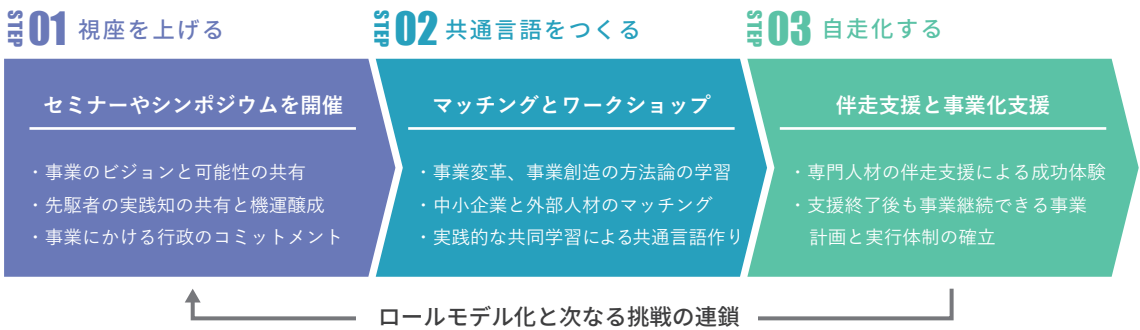 STEP 01 視座を上げる
セミナーやシンポジウムを開催
・事業のビジョンと可能性の共有
・先駆者の実践知の共有と機運醸成
・事業にかける行政のコミットメント
STEP 02 共通言語をつくる
マッチングとワークショップ
・事業変革、事業創造の方法論の学習
・中小企業と外部人材のマッチング
・実践的な共同学習による共通言語作り
STEP 03 自走化する
伴走支援と事業化支援
・専門人材の伴走支援による成功体験
・支援終了後も事業継続できる事業
計画と実行体制の確立
ロールモデル化と次なる挑戦の連鎖